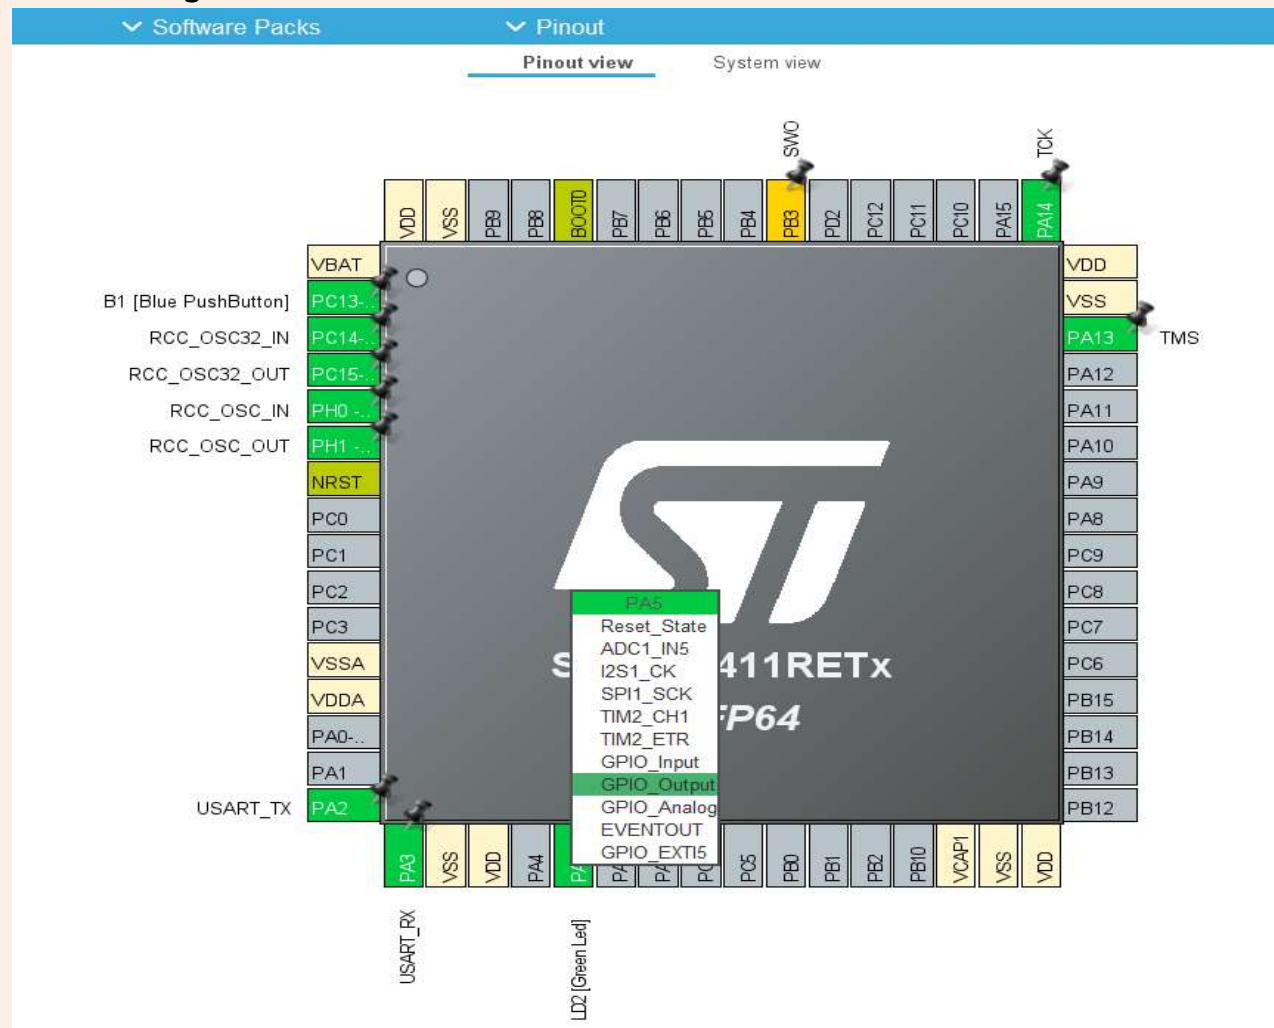 Software Packs
Pinout
Pinout view
System view
SWO
TCK
VDD
VSS
PB9
PB8
BOOT0
PB7
PB6
PB5
PB4
PB3
PD2
PC12
PC11
PC10
PA15
PA14
VBAT
B1 [Blue PushButton] PC13-..
RCC_OSC32_IN PC14-..
RCC_OSC32_OUT PC15-..
RCC_OSC_IN PH0 -..
RCC_OSC_OUT PH1 -..
NRST
PC0
PC1
PC2
PC3
VSSA
VDDA
PA0-..
PA1
USART_TX PA2
VDD
VSS
PA13 TMS
PA12
PA11
PA10
PA9
PA8
PC9
PC8
PC7
PC6
PB15
PB14
PB13
PB12
ST
PA5
Reset_State
ADC1_IN5
I2S1_CK
SPI1_SCK
TIM2_CH1
TIM2_ETR
GPIO_Input
GPIO_Output
GPIO_Analog
EVENTOUT
GPIO_EXTI5
411RETx
FP64
PA3
VSS
VDD
PA4
PC5
PB0
PB1
PB2
PB10
VCAP1
VSS
VDD
USART_RX
LD2 [Green Led]